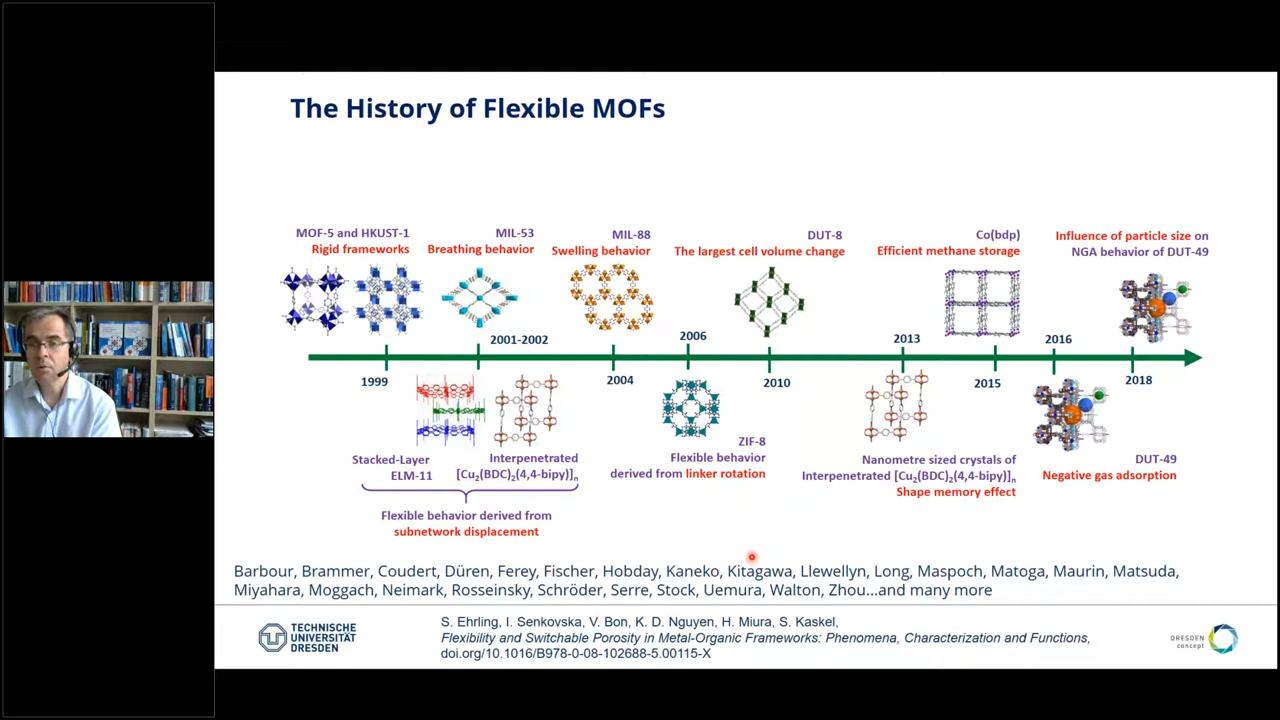 The History of Flexible MOFs
MOF-5 and HKUST-1
Rigid frameworks
MIL-53
Breathing behavior
MIL-88
Swelling behavior
DUT-8
The largest cell volume change
Co(bdp)
Efficient methane storage
Influence of particle size on
NGA behavior of DUT-49
1999
2001-2002
2004
2006
2010
2013
2015
2016
2018
Stacked-Layer
ELM-11
Interpenetrated
[Cu₂(BDC)₂(4,4-bipy)]ₙ
Flexible behavior derived from
subnetwork displacement
ZIF-8
Flexible behavior
derived from linker rotation
Nanometre sized crystals of
Interpenetrated [Cu₂(BDC)₂(4,4-bipy)]ₙ
Shape memory effect
DUT-49
Negative gas adsorption
Barbour, Brammer, Coudert, Düren, Ferey, Fischer, Hobday, Kaneko, Kitagawa, Llewellyn, Long, Maspoch, Matoga, Maurin, Matsuda,
Miyahara, Moggach, Neimark, Rosseinsky, Schröder, Serre, Stock, Uemura, Walton, Zhou...and many more
TECHNISCHE
UNIVERSITÄT
DRESDEN
S. Ehrling, I. Senkovska, V. Bon, K. D. Nguyen, H. Miura, S. Kaskel,
Flexibility and Switchable Porosity in Metal-Organic Frameworks: Phenomena, Characterization and Functions,
doi.org/10.1016/B978-0-08-102688-5.00115-X
DRESDEN
concept